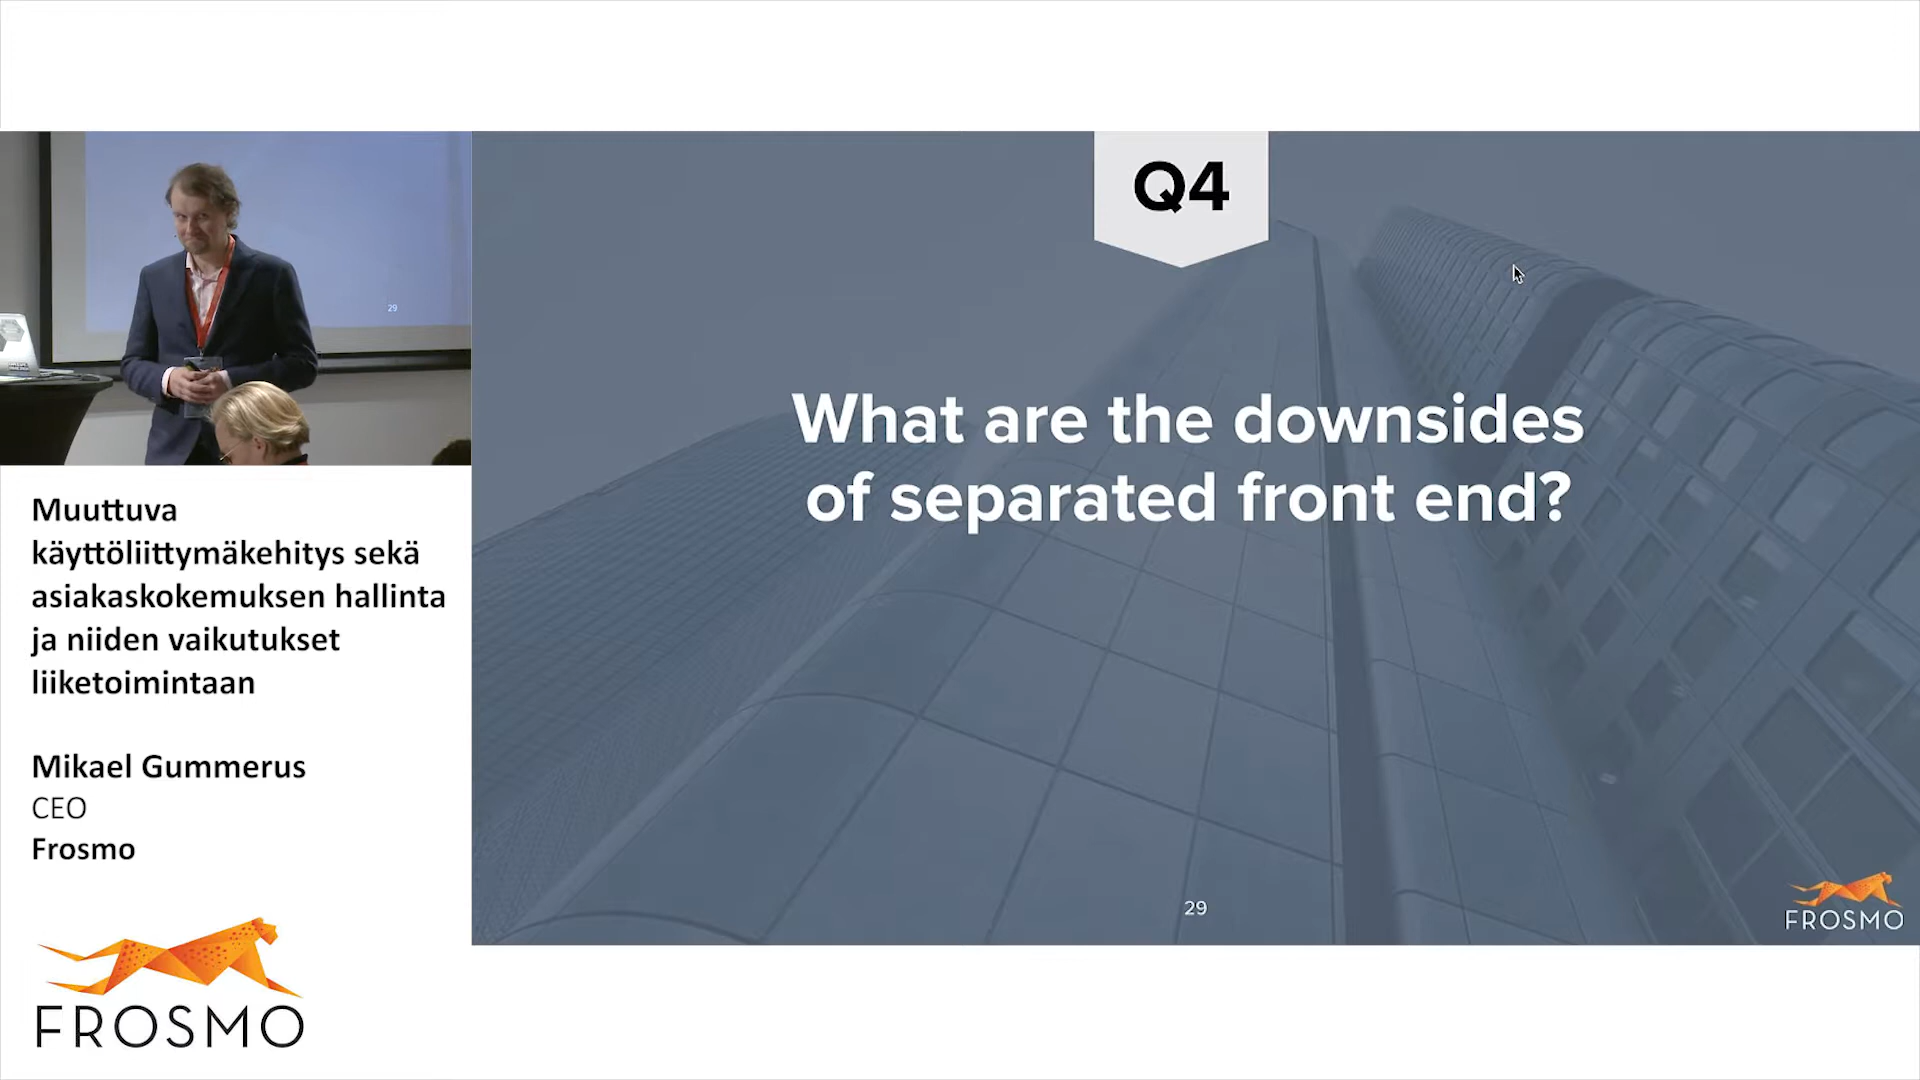 29
Muuttuva
käyttöliittymäkehitys sekä
asiakaskokemuksen hallinta
ja niiden vaikutukset
liiketoimintaan
Mikael Gummerus
CEO
Frosmo
FROSMO
Q4
What are the downsides
of separated front end?
29
FROSMO